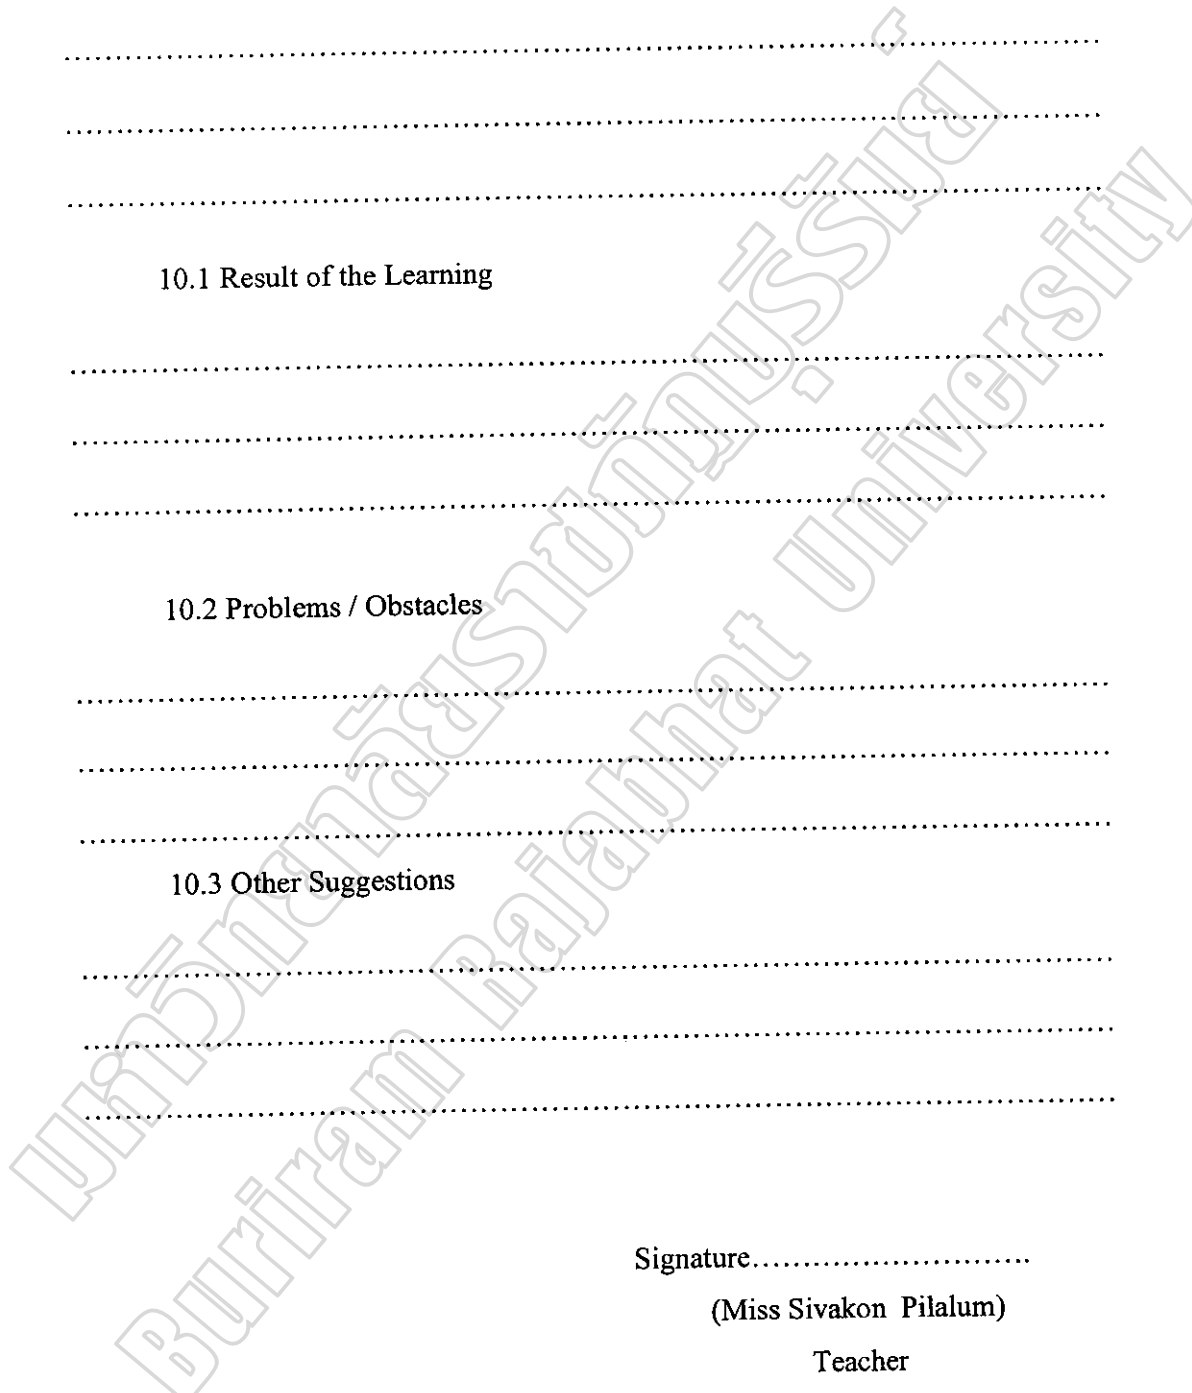 ....................................................................................................
....................................................................................................
....................................................................................................
10.1 Result of the Learning
....................................................................................................
....................................................................................................
....................................................................................................
10.2 Problems / Obstacles
....................................................................................................
....................................................................................................
....................................................................................................
10.3 Other Suggestions
....................................................................................................
....................................................................................................
....................................................................................................
Signature...........................
(Miss Sivakon Pilalum)
Teacher
มหาวิทยาลัยราชภัฏบุรีรัมย์
Buriram Rajabhat University